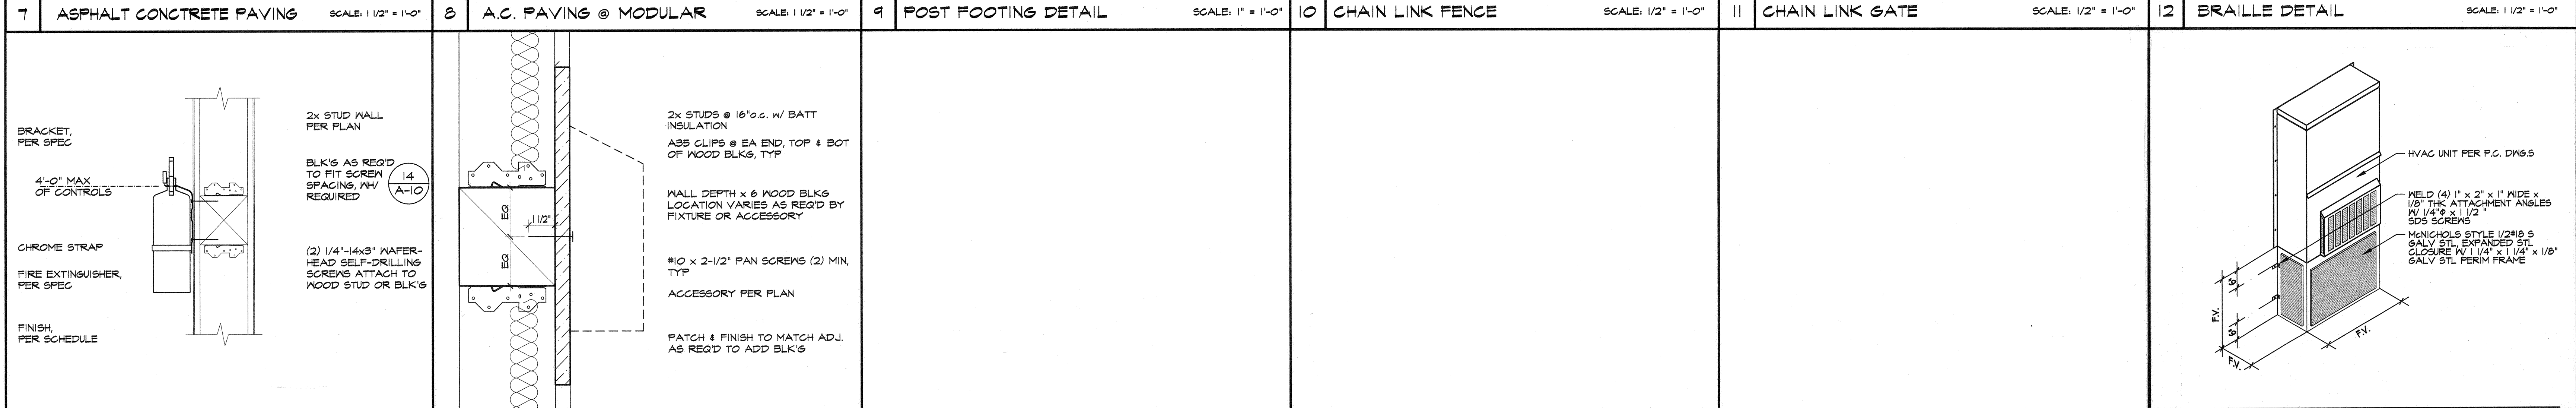 7 ASPHALT CONCTRETE PAVING SCALE: 1 1/2" = 1'-0"
8 A.C. PAVING @ MODULAR SCALE: 1 1/2" = 1'-0"
9 POST FOOTING DETAIL SCALE: 1" = 1'-0"
10 CHAIN LINK FENCE SCALE: 1/2" = 1'-0"
11 CHAIN LINK GATE SCALE: 1/2" = 1'-0"
12 BRAILLE DETAIL SCALE: 1 1/2" = 1'-0"
BRACKET,
PER SPEC
4'-0" MAX
OF CONTROLS
CHROME STRAP
FIRE EXTINGUISHER,
PER SPEC
FINISH,
PER SCHEDULE
2x STUD WALL
PER PLAN
BLK'G AS REQ'D
TO FIT SCREW
SPACING, WH/
REQUIRED
14
A-10
(2) 1/4"-14x3" WAFER-
HEAD SELF-DRILLING
SCREWS ATTACH TO
WOOD STUD OR BLK'G
EQ
1 1/2"
EQ
2x STUDS @ 16"o.c. W/ BATT
INSULATION
A35 CLIPS @ EA END, TOP & BOT
OF WOOD BLKG, TYP
WALL DEPTH x 6 WOOD BLKG
LOCATION VARIES AS REQ'D BY
FIXTURE OR ACCESSORY
#10 x 2-1/2" PAN SCREWS (2) MIN,
TYP
ACCESSORY PER PLAN
PATCH & FINISH TO MATCH ADJ.
AS REQ'D TO ADD BLK'G
HVAC UNIT PER P.C. DWG.S
WELD (4) 1" x 2" x 1" WIDE x
1/8" THK ATTACHMENT ANGLES
W/ 1/4"Φ x 1 1/2 "
SDS SCREWS
McNICHOLS STYLE 1/2#18 S
GALV STL, EXPANDED STL
CLOSURE W/ 1 1/4" x 1 1/4" x 1/8"
GALV STL PERIM FRAME
F.V.
F.V.
F.V.